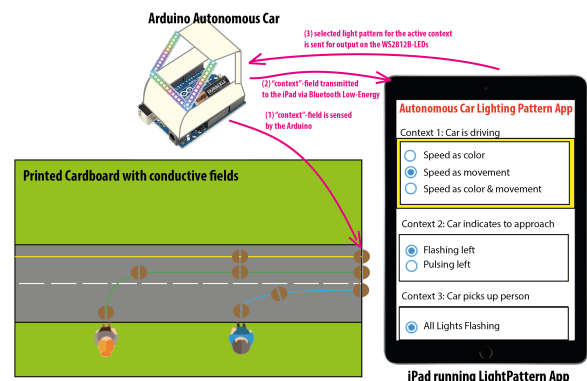 Arduino Autonomous Car
(3) selected light pattern for the active context
is sent for output on the WS2812B-LEDs
(2) "context"-field transmitted
to the iPad via Bluetooth Low-Energy
(1) "context"-field is sensed
by the Arduino
Printed Cardboard with conductive fields
Autonomous Car Lighting Pattern App
Context 1: Car is driving
Speed as color
Speed as movement
Speed as color & movement
Context 2: Car indicates to approach
Flashing left
Pulsing left
Context 3: Car picks up person
All Lights Flashing
iPad running LightPattern App